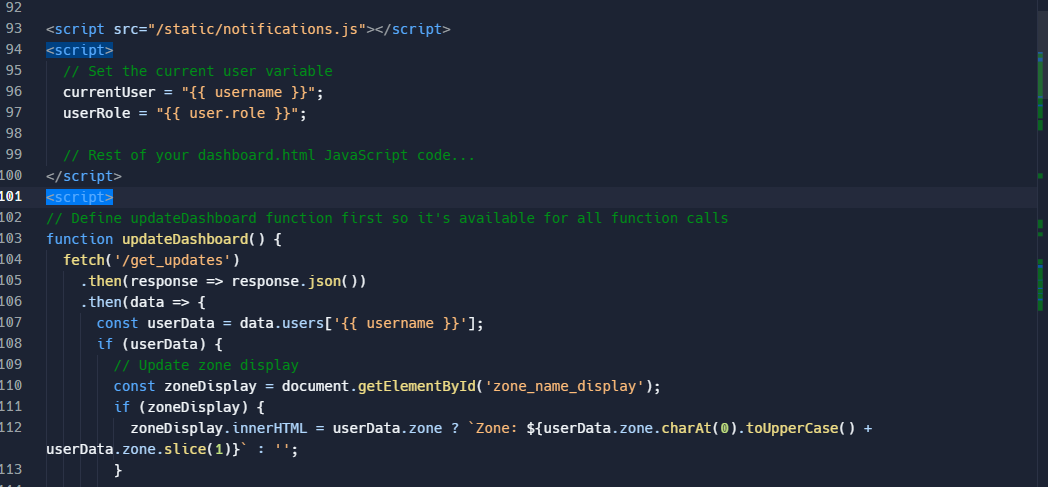 92
93 <script src="/static/notifications.js"></script>
94 <script>
95 // Set the current user variable
96 currentUser = "{{ username }}";
97 userRole = "{{ user.role }}";
98
99 // Rest of your dashboard.html JavaScript code...
100 </script>
101 <script>
102 // Define updateDashboard function first so it's available for all function calls
103 function updateDashboard() {
104 fetch('/get_updates')
105 .then(response => response.json())
106 .then(data => {
107 const userData = data.users['{{ username }}'];
108 if (userData) {
109 // Update zone display
110 const zoneDisplay = document.getElementById('zone_name_display');
111 if (zoneDisplay) {
112 zoneDisplay.innerHTML = userData.zone ? `Zone: ${userData.zone.charAt(0).toUpperCase() +
userData.zone.slice(1)}` : '';
113 }